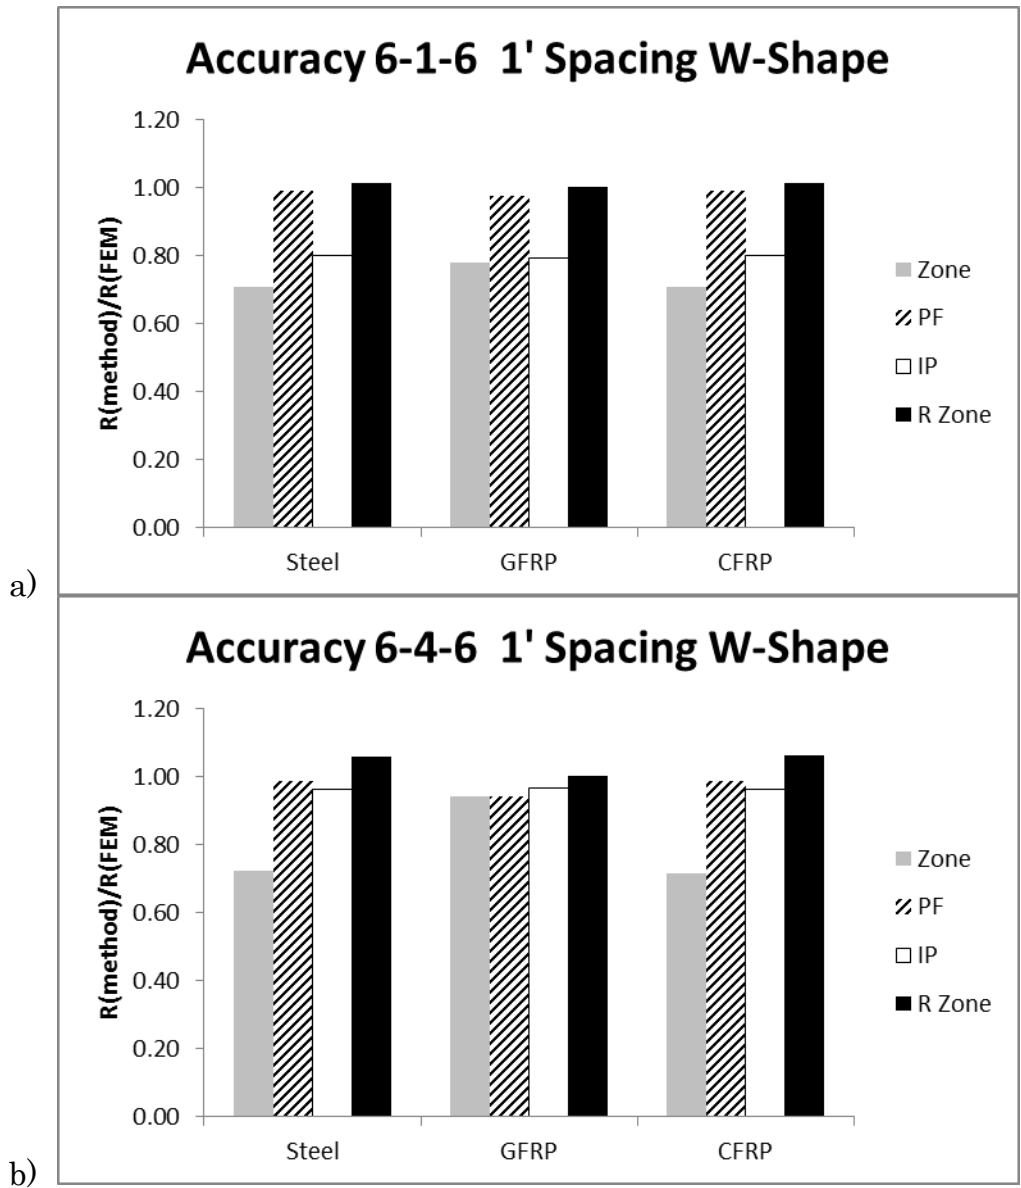 Accuracy 6-1-6 1' Spacing W-Shape
R(method)/R(FEM)
1.20
1.00
0.80
0.60
0.40
0.20
0.00
Steel GFRP CFRP
Zone
PF
IP
R Zone
a)
Accuracy 6-4-6 1' Spacing W-Shape
R(method)/R(FEM)
1.20
1.00
0.80
0.60
0.40
0.20
0.00
Steel GFRP CFRP
Zone
PF
IP
R Zone
b)